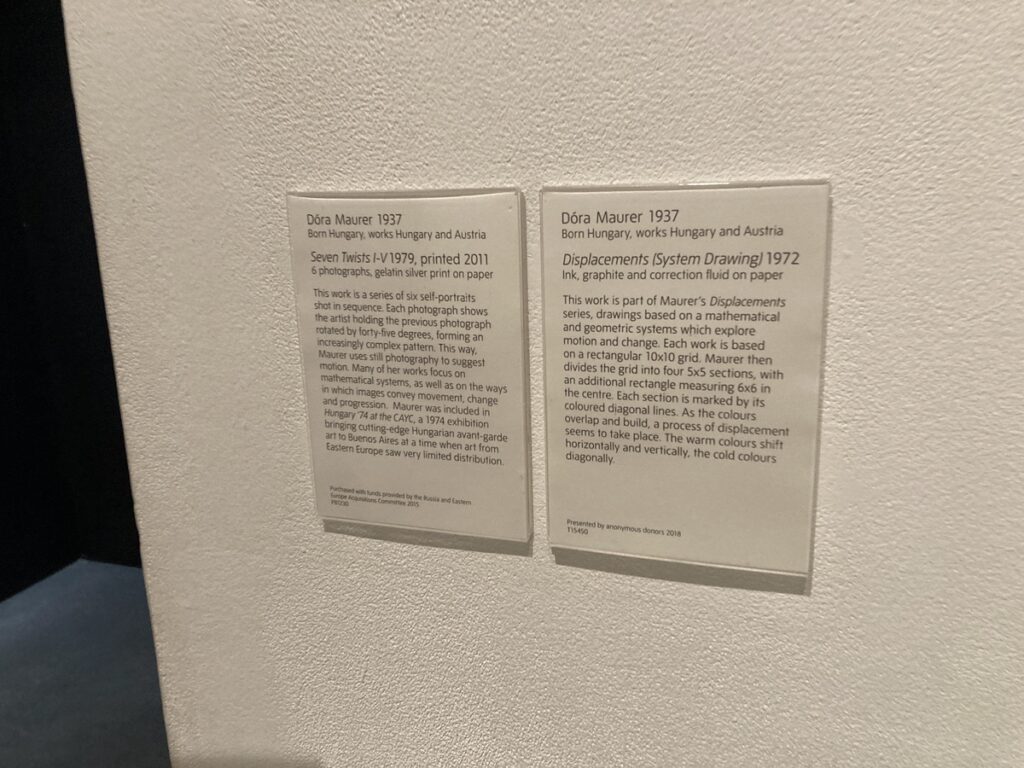 Dóra Maurer 1937
Born Hungary, works Hungary and Austria
Seven Twists I-V 1979, printed 2011
6 photographs, gelatin silver print on paper
This work is a series of six self-portraits
shot in sequence. Each photograph shows
the artist holding the previous photograph
rotated by forty-five degrees, forming an
increasingly complex pattern. This way,
Maurer uses still photography to suggest
motion. Many of her works focus on
mathematical systems, as well as on the ways
in which images convey movement, change
and progression. Maurer was included in
Hungary '74 at the CAYC, a 1974 exhibition
bringing cutting-edge Hungarian avant-garde
art to Buenos Aires at a time when art from
Eastern Europe saw very limited distribution.
Purchased with funds provided by the Russia and Eastern
Europe Acquisitions Committee 2015
Dóra Maurer 1937
Born Hungary, works Hungary and Austria
Displacements (System Drawing) 1972
Ink, graphite and correction fluid on paper
This work is part of Maurer's Displacements
series, drawings based on a mathematical
and geometric systems which explore
motion and change. Each work is based
on a rectangular 10x10 grid. Maurer then
divides the grid into four 5x5 sections, with
an additional rectangle measuring 6x6 in
the centre. Each section is marked by its
coloured diagonal lines. As the colours
overlap and build, a process of displacement
seems to take place. The warm colours shift
horizontally and vertically, the cold colours
diagonally.
Presented by anonymous donors 2018
T15450